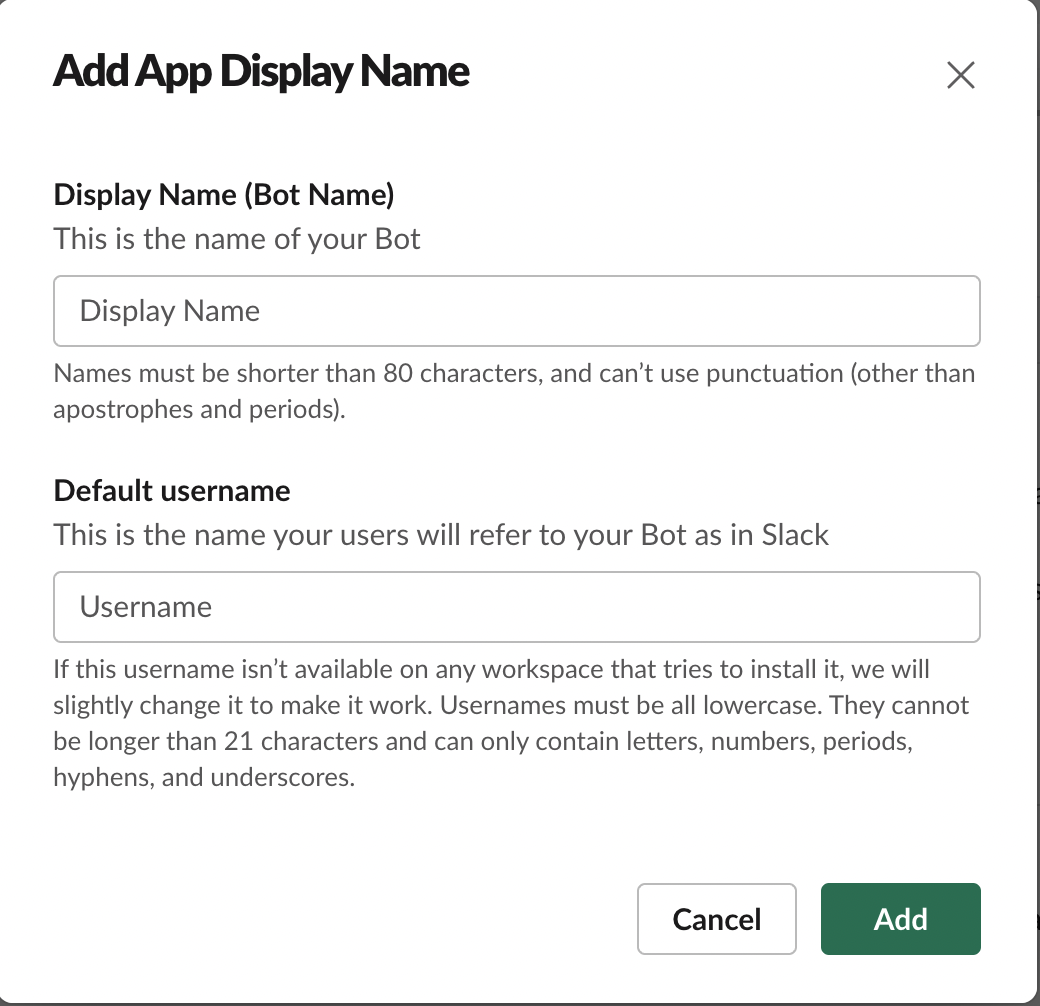 Add App Display Name
Display Name (Bot Name)
This is the name of your Bot
Display Name
Names must be shorter than 80 characters, and can’t use punctuation (other than
apostrophes and periods).
Default username
This is the name your users will refer to your Bot as in Slack
Username
If this username isn’t available on any workspace that tries to install it, we will
slightly change it to make it work. Usernames must be all lowercase. They cannot
be longer than 21 characters and can only contain letters, numbers, periods,
hyphens, and underscores.
Cancel
Add